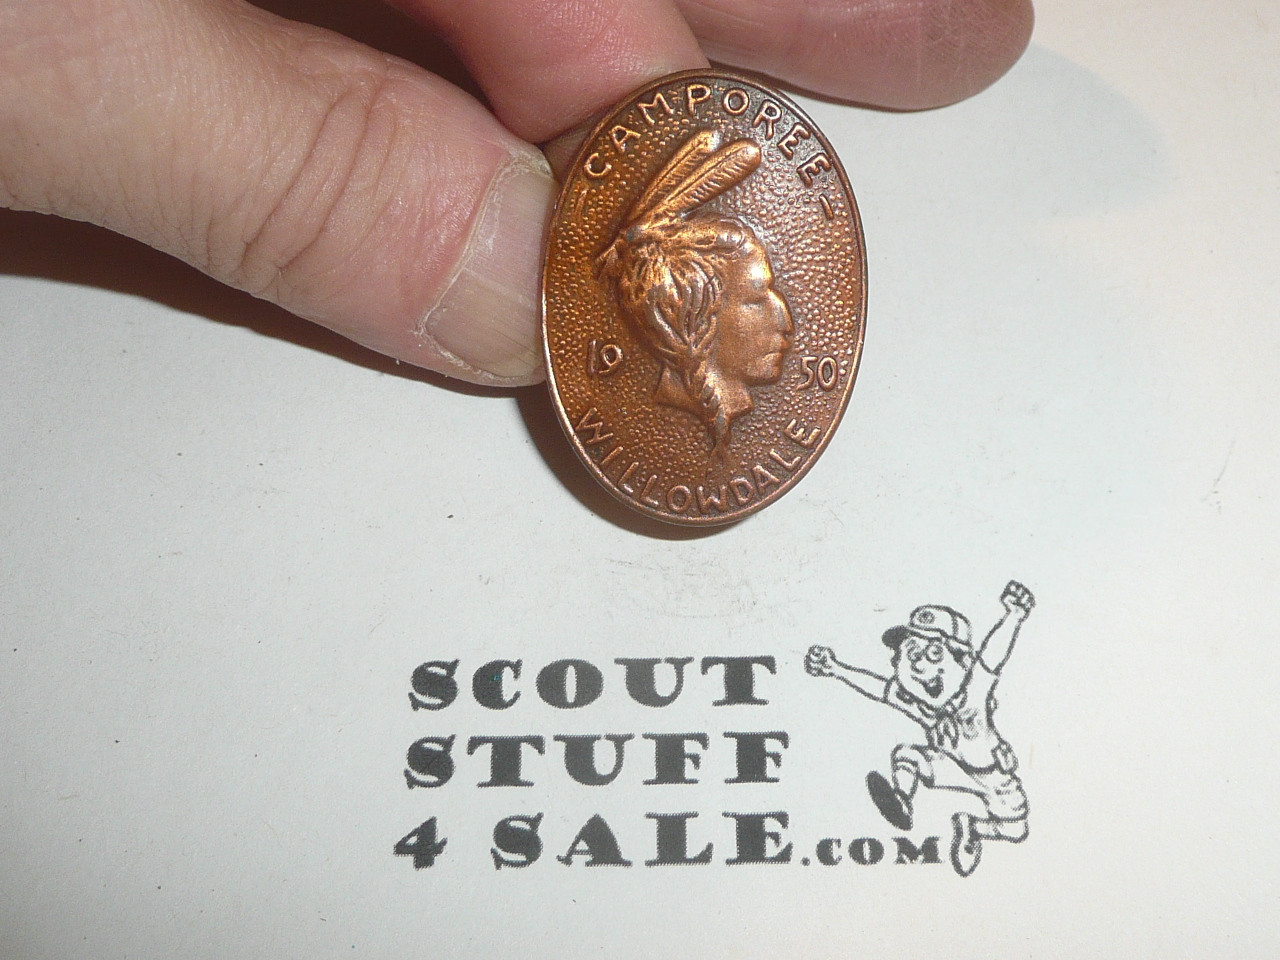 - CAMPOREE -
19 50
WILLOWDALE
SCOUT
STUFF
4 SALE.COM